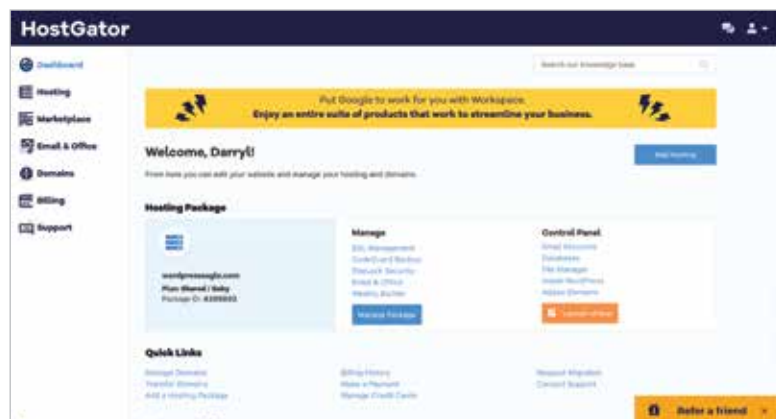 HostGator
Dashboard
Search our knowledge base
Hosting
Put Google to work for you with Workspace.
Enjoy an entire suite of products that work to streamline your business.
Marketplace
Email & Office
Welcome, Darryl!
Add Hosting
Domains
From here you can edit your website and manage your hosting and domains.
Billing
Hosting Package
Support
Manage
SSL Management
CodeGuard Backup
SiteLock Security
Email & Office
Weebly Builder
Manage Package
Control Panel
Email Accounts
Databases
File Manager
Install WordPress
Addon Domains
Launch cPanel
Plan: Shared / Baby
Package ID:
Quick Links
Manage Domains
Transfer Domains
Add a Hosting Package
Billing History
Make a Payment
Manage Credit Cards
Request Migration
Contact Support
Refer a friend